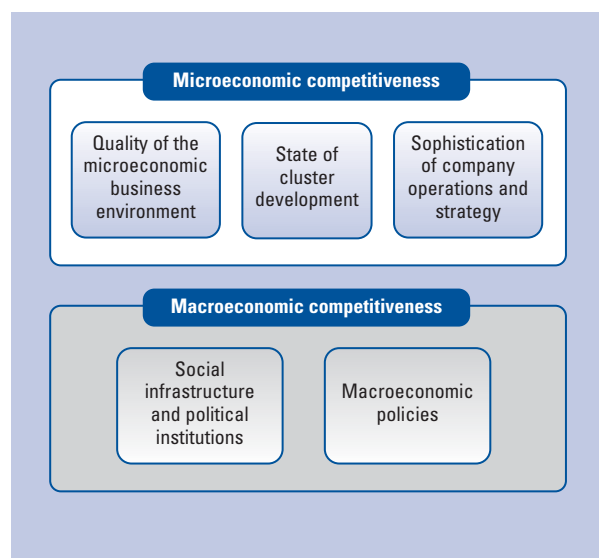 Microeconomic competitiveness
Quality of the
microeconomic
business
environment
State of
cluster
development
Sophistication
of company
operations and
strategy
Macroeconomic competitiveness
Social
infrastructure
and political
institutions
Macroeconomic
policies